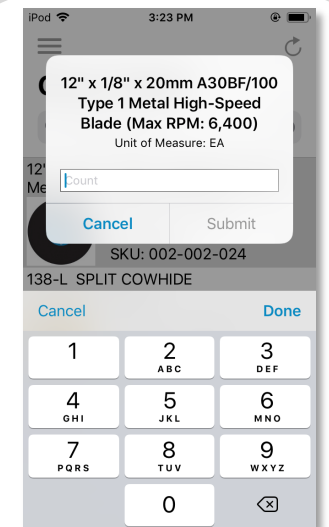 iPod 3:23 PM
12" x 1/8" x 20mm A30BF/100
Type 1 Metal High-Speed
Blade (Max RPM: 6,400)
Unit of Measure: EA
12"
Me
Count
Cancel Submit
SKU: 002-002-024
138-L SPLIT COWHIDE
Cancel Done
1 2 3
ABC DEF
4 5 6
GHI JKL MNO
7 8 9
PQRS TUV WXYZ
0